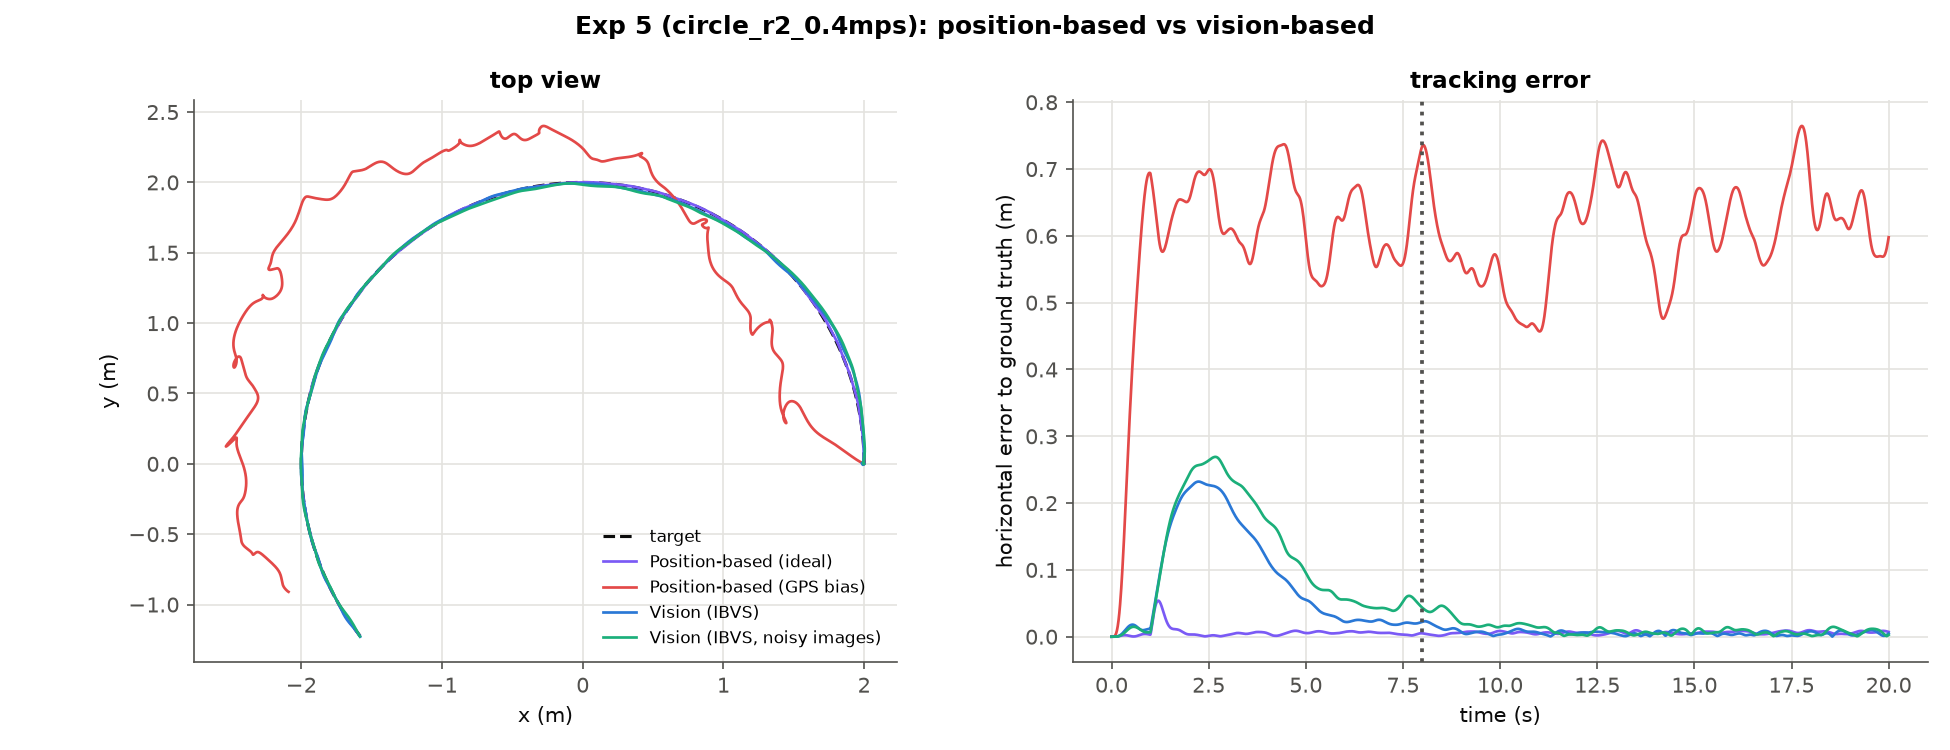 Exp 5 (circle_r2_0.4mps): position-based vs vision-based
top view
2.5
2.0
1.5
1.0
0.5
0.0
−0.5
−1.0
y (m)
−2
−1
0
1
2
x (m)
target
Position-based (ideal)
Position-based (GPS bias)
Vision (IBVS)
Vision (IBVS, noisy images)
tracking error
0.8
0.7
0.6
0.5
0.4
0.3
0.2
0.1
0.0
horizontal error to ground truth (m)
0.0
2.5
5.0
7.5
10.0
12.5
15.0
17.5
20.0
time (s)